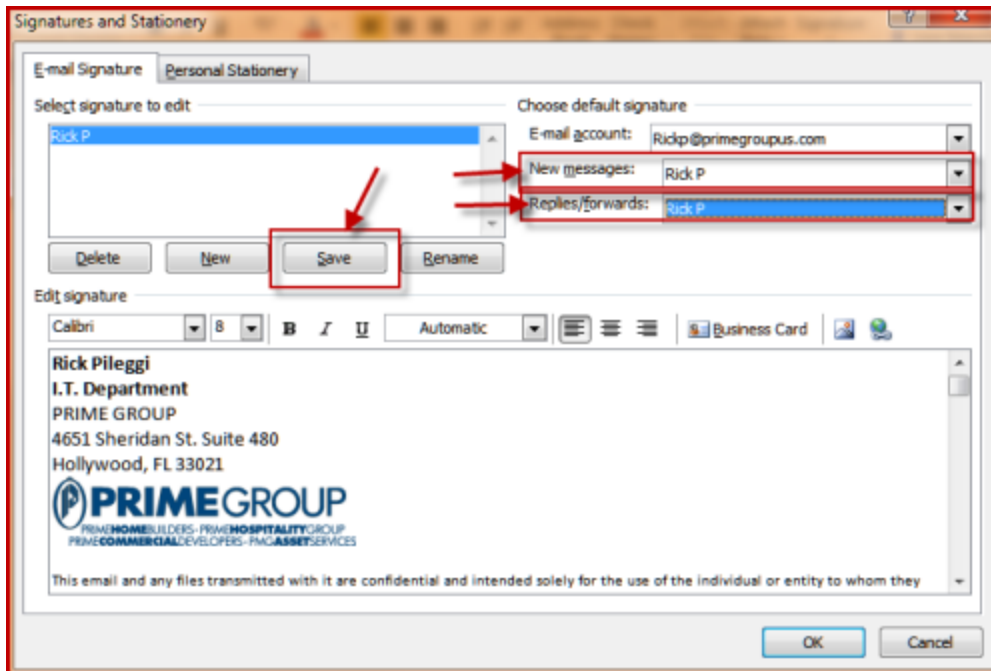 Signatures and Stationery
E-mail Signature Personal Stationery
Select signature to edit
Rick P
Delete New Save Rename
Choose default signature
E-mail account: Rickp@primegroupus.com
New messages: Rick P
Replies/forwards: Rick P
Edit signature
Calibri 8 B I U Automatic Business Card
Rick Pileggi
I.T. Department
PRIME GROUP
4651 Sheridan St. Suite 480
Hollywood, FL 33021
PRIMEGROUP
PRIMEHOMEBUILDERS - PRIMEHOSPITALITYGROUP
PRIMECOMMERCIALDEVELOPERS - PMGASSETSERVICES
This email and any files transmitted with it are confidential and intended solely for the use of the individual or entity to whom they
OK Cancel